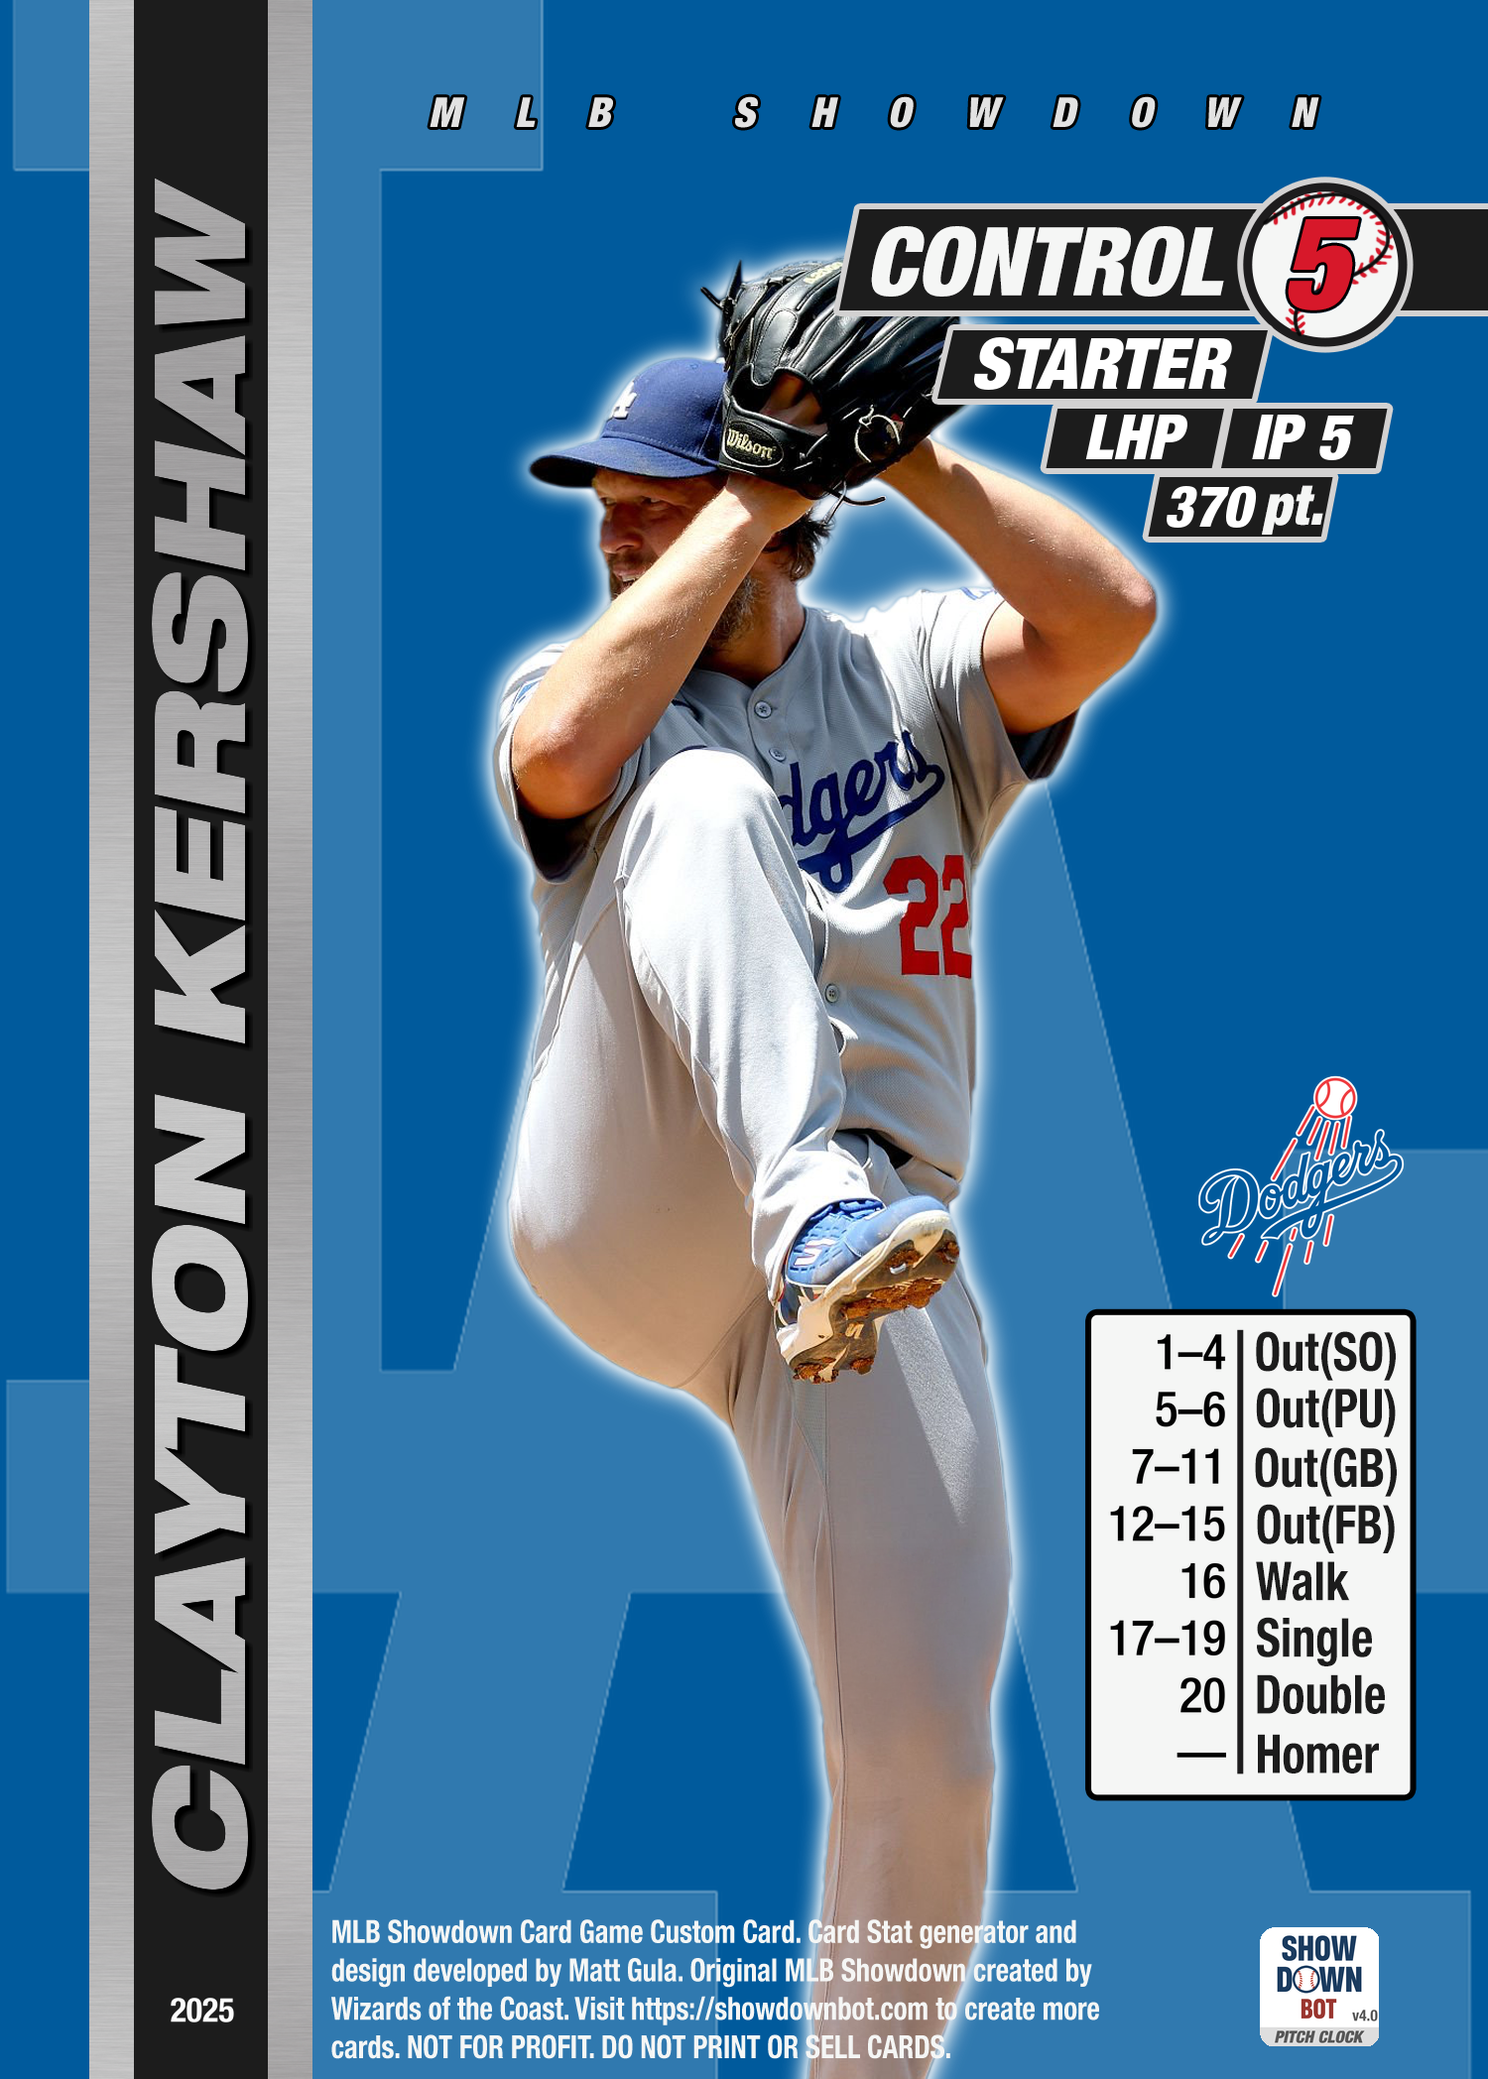 MLB SHOWDOWN
CONTROL 5
STARTER
LHP IP 5
370 pt.
CLAYTON KERSHAW
Wilson
dgers
22
Dodgers
1–4 Out(SO)
5–6 Out(PU)
7–11 Out(GB)
12–15 Out(FB)
16 Walk
17–19 Single
20 Double
— Homer
2025
MLB Showdown Card Game Custom Card. Card Stat generator and
design developed by Matt Gula. Original MLB Showdown created by
Wizards of the Coast. Visit https://showdownbot.com to create more
cards. NOT FOR PROFIT. DO NOT PRINT OR SELL CARDS.
SHOW
DOWN
BOT v4.0
PITCH CLOCK